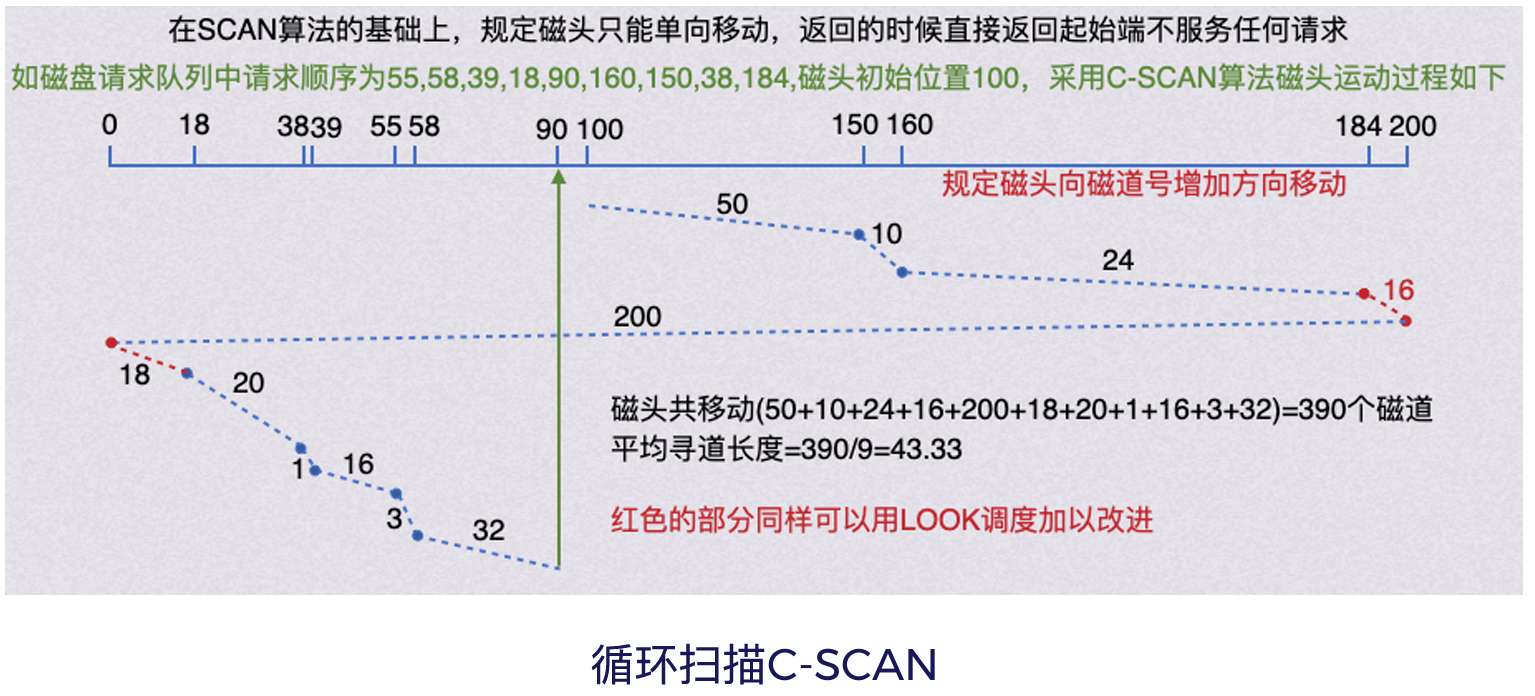 在SCAN算法的基础上，规定磁头只能单向移动，返回的时候直接返回起始端不服务任何请求
如磁盘请求队列中请求顺序为55,58,39,18,90,160,150,38,184,磁头初始位置100，采用C-SCAN算法磁头运动过程如下
0 18 3839 55 58 90 100 150 160 184 200
规定磁头向磁道号增加方向移动
50
10
24
16
200
18
20
1
16
3
32
磁头共移动(50+10+24+16+200+18+20+1+16+3+32)=390个磁道
平均寻道长度=390/9=43.33
红色的部分同样可以用LOOK调度加以改进
循环扫描C-SCAN